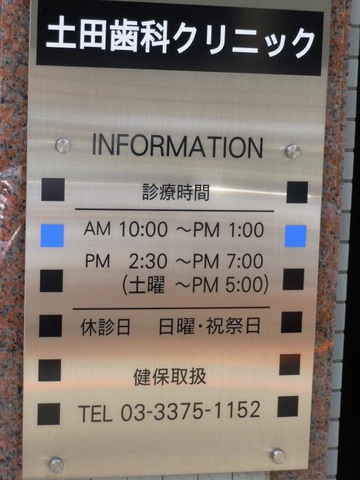 土田歯科クリニック
INFORMATION
診療時間
AM 10:00 ～PM 1:00
PM 2:30 ～PM 7:00
(土曜 ～PM 5:00)
休診日 日曜・祝祭日
健保取扱
TEL 03-3375-1152